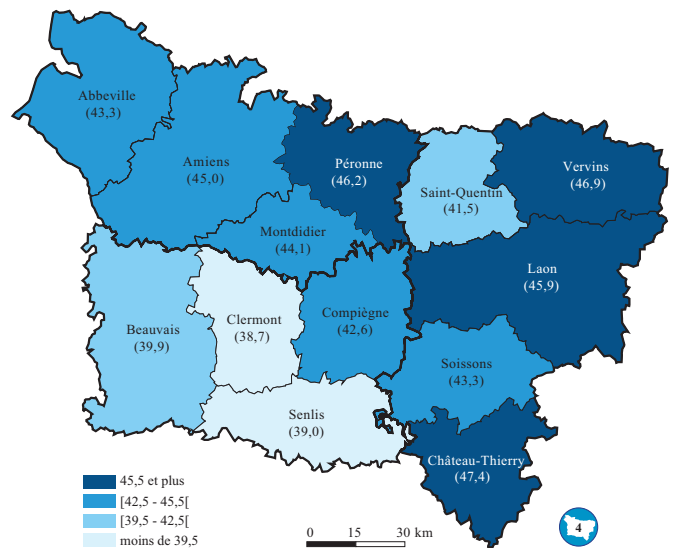 Abbeville
(43,3)
Amiens
(45,0)
Péronne
(46,2)
Saint-Quentin
(41,5)
Vervins
(46,9)
Montdidier
(44,1)
Laon
(45,9)
Beauvais
(39,9)
Clermont
(38,7)
Compiègne
(42,6)
Soissons
(43,3)
Senlis
(39,0)
Château-Thierry
(47,4)
45,5 et plus
[42,5 - 45,5[
[39,5 - 42,5[
moins de 39,5
0 15 30 km
4